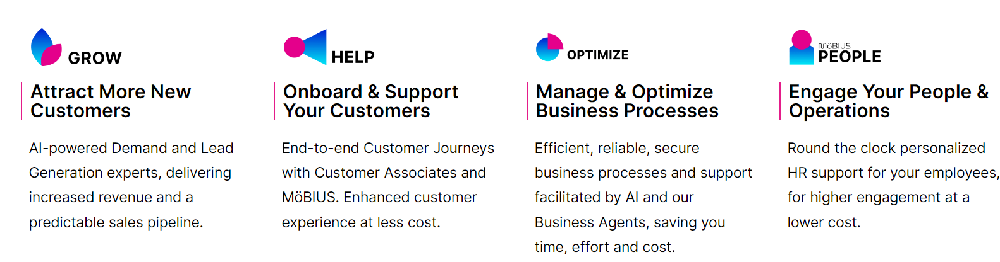 GROW
Attract More New
Customers
AI-powered Demand and Lead
Generation experts, delivering
increased revenue and a
predictable sales pipeline.
HELP
Onboard & Support
Your Customers
End-to-end Customer Journeys
with Customer Associates and
MöBIUS. Enhanced customer
experience at less cost.
OPTIMIZE
Manage & Optimize
Business Processes
Efficient, reliable, secure
business processes and support
facilitated by AI and our
Business Agents, saving you
time, effort and cost.
MöBIUS
PEOPLE
Engage Your People &
Operations
Round the clock personalized
HR support for your employees,
for higher engagement at a
lower cost.